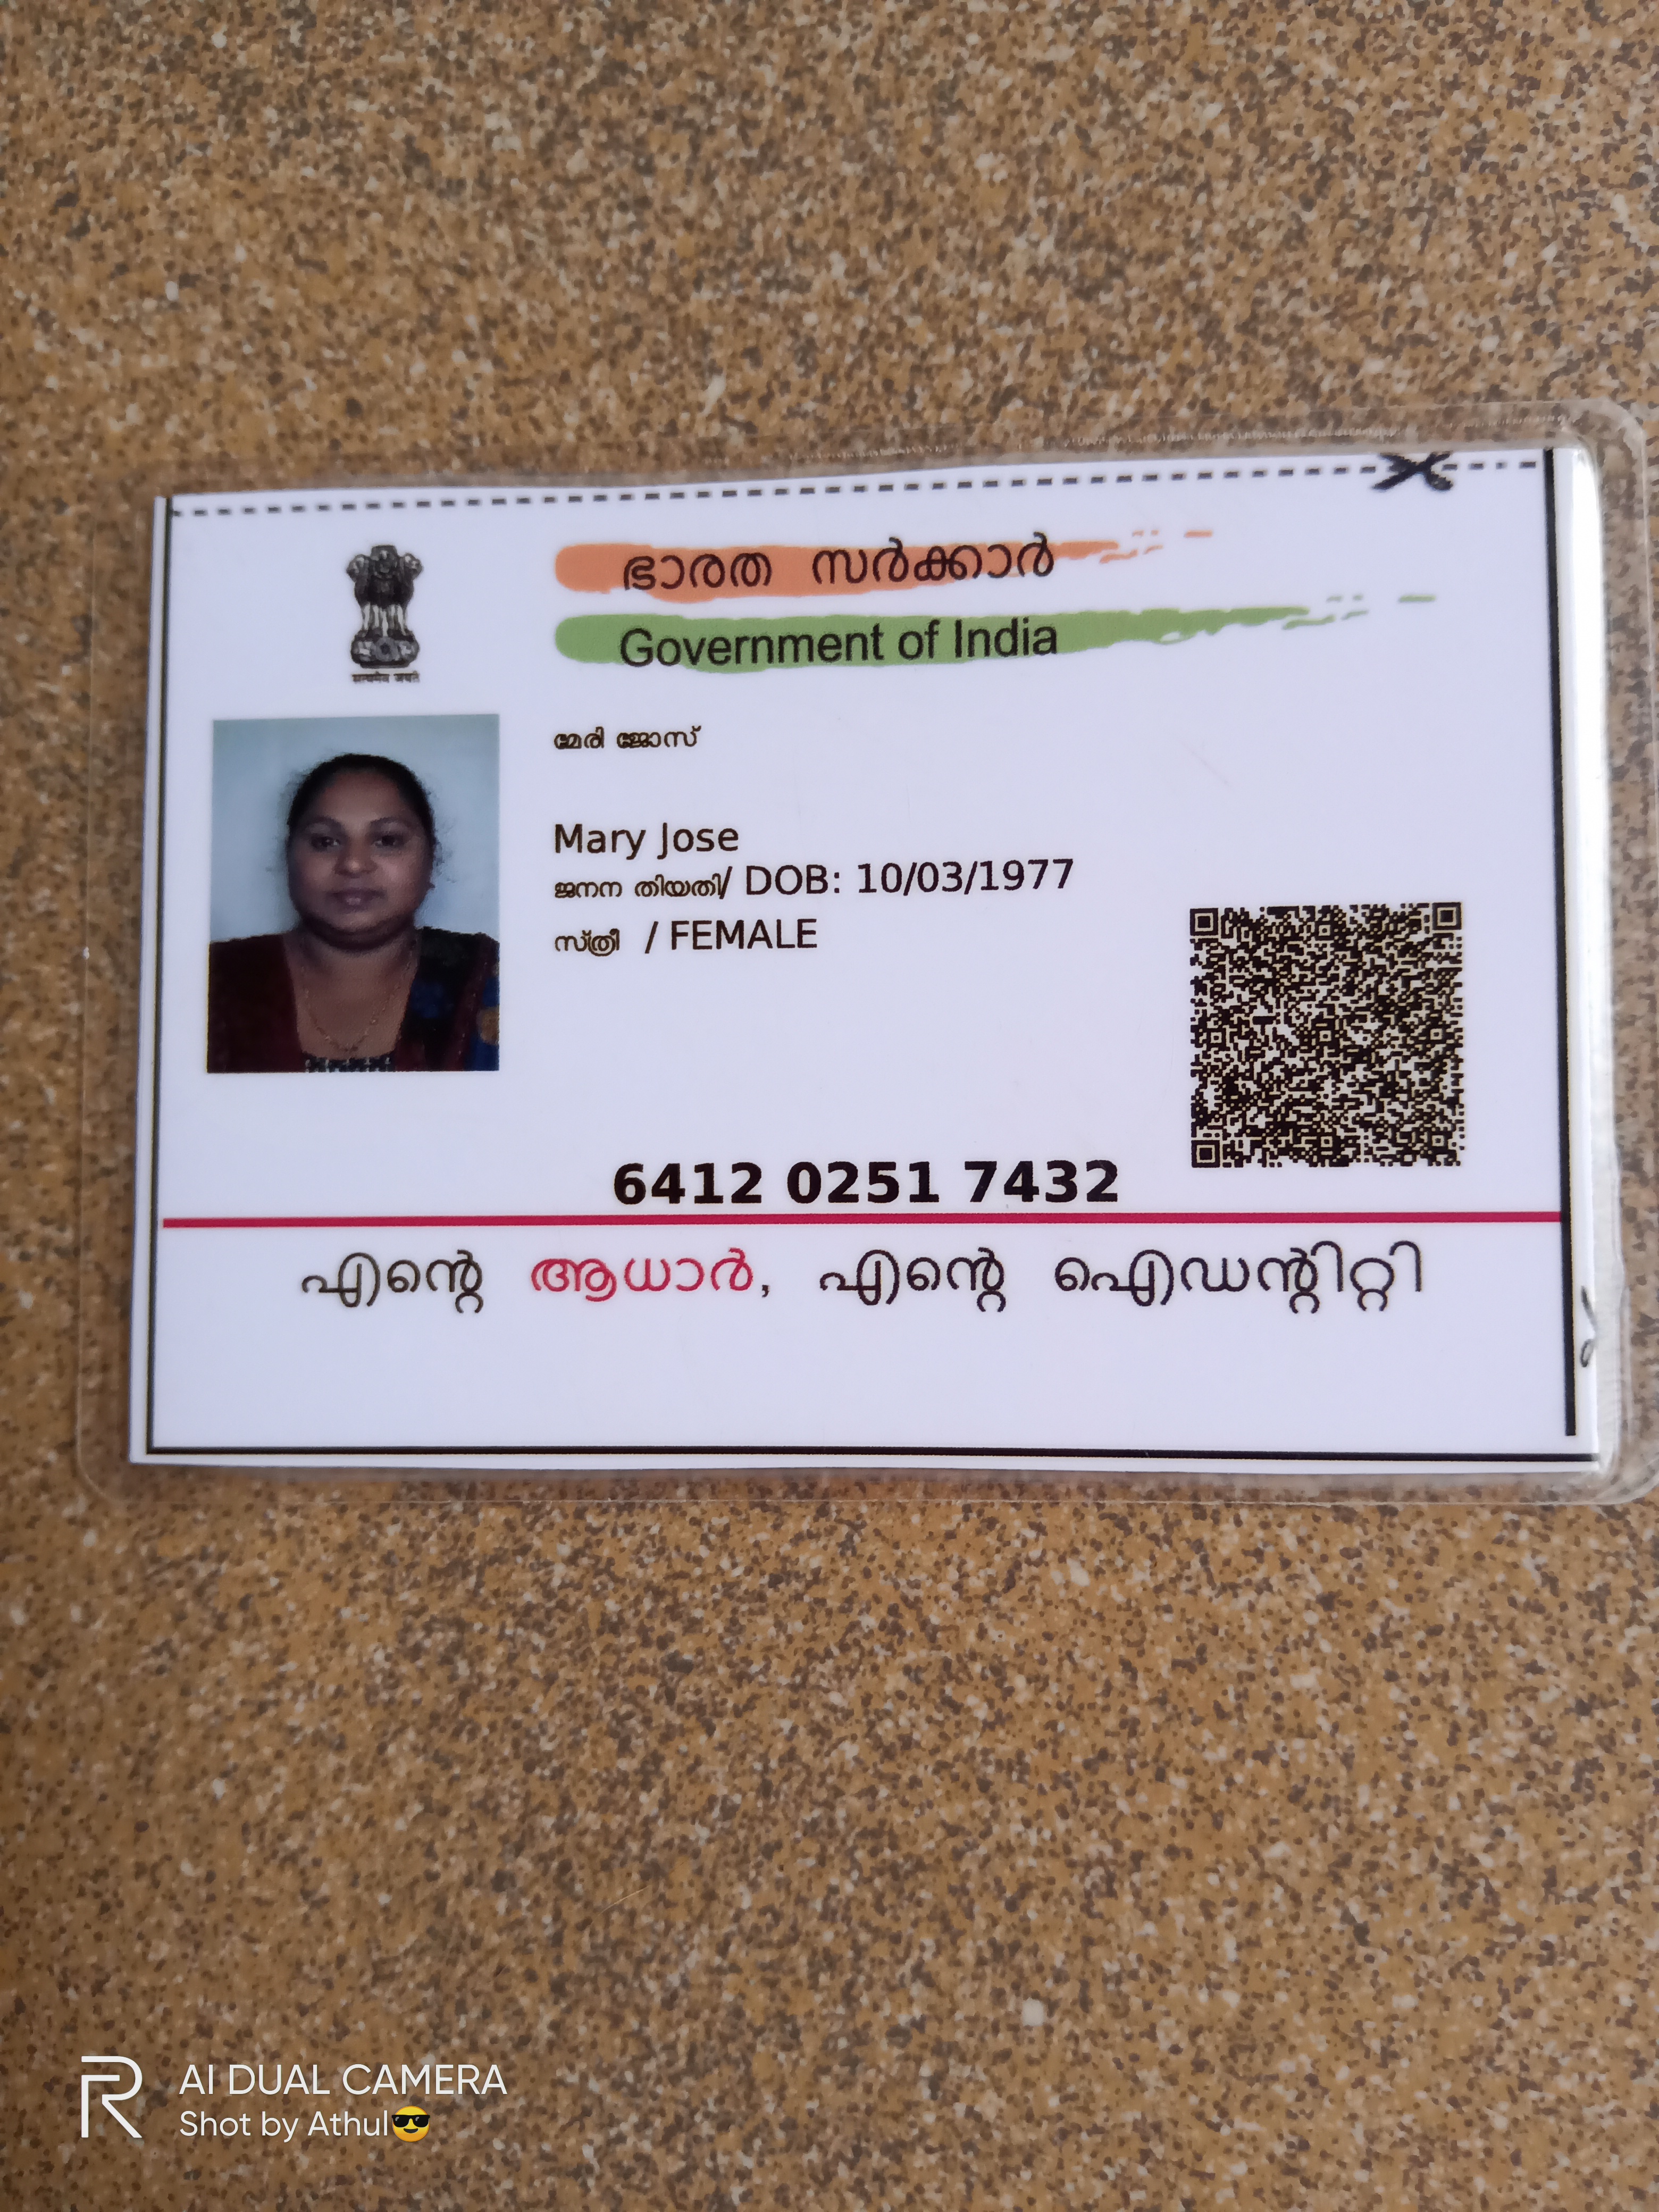 ഭാരത സർക്കാർ
Government of India
सत्यमेव जयते
മേരി ജോസ്
Mary Jose
ജനന തിയതി/ DOB: 10/03/1977
സ്ത്രീ / FEMALE
6412 0251 7432
എന്റെ ആധാർ, എന്റെ ഐഡന്റിറ്റി
AI DUAL CAMERA
Shot by Athul😎